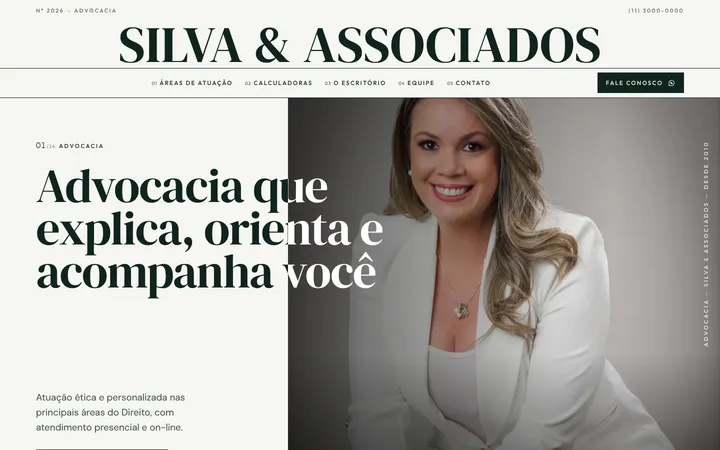 Nº 2026 — ADVOCACIA
(11) 3000-0000
SILVA & ASSOCIADOS
01 ÁREAS DE ATUAÇÃO
02 CALCULADORAS
03 O ESCRITÓRIO
04 EQUIPE
05 CONTATO
FALE CONOSCO
01/14 ADVOCACIA
Advocacia que
explica, orienta e
acompanha você
Atuação ética e personalizada nas
principais áreas do Direito, com
atendimento presencial e on-line.
ADVOCACIA — SILVA & ASSOCIADOS — DESDE 2010